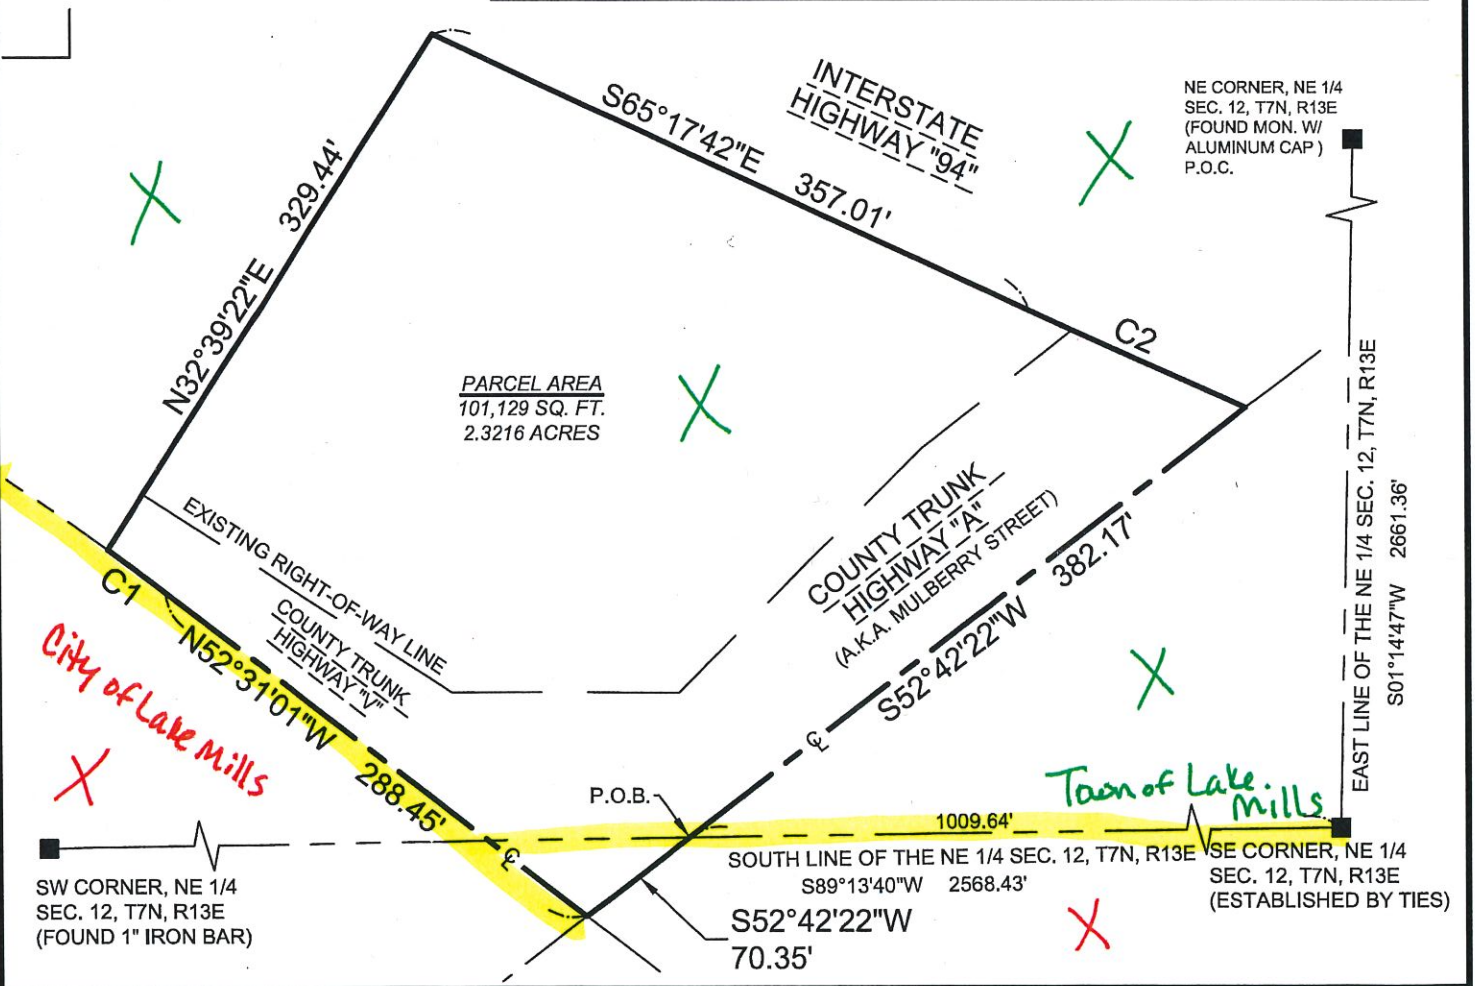 INTERSTATE
HIGHWAY "94"
NE CORNER, NE 1/4
SEC. 12, T7N, R13E
(FOUND MON. W/
ALUMINUM CAP )
P.O.C.
S65°17'42"E 357.01'
N32°39'22"E 329.44'
C2
PARCEL AREA
101,129 SQ. FT.
2.3216 ACRES
EAST LINE OF THE NE 1/4 SEC. 12, T7N, R13E
S01°14'47"W 2661.36'
COUNTY TRUNK
HIGHWAY "A"
(A.K.A. MULBERRY STREET)
S52°42'22"W 382.17'
EXISTING RIGHT-OF-WAY LINE
COUNTY TRUNK
HIGHWAY "V"
C1
N52°31'01"W 288.45'
City of Lake Mills
Town of Lake
Mills
P.O.B.
1009.64'
SOUTH LINE OF THE NE 1/4 SEC. 12, T7N, R13E
S89°13'40"W 2568.43'
SE CORNER, NE 1/4
SEC. 12, T7N, R13E
(ESTABLISHED BY TIES)
SW CORNER, NE 1/4
SEC. 12, T7N, R13E
(FOUND 1" IRON BAR)
S52°42'22"W
70.35'